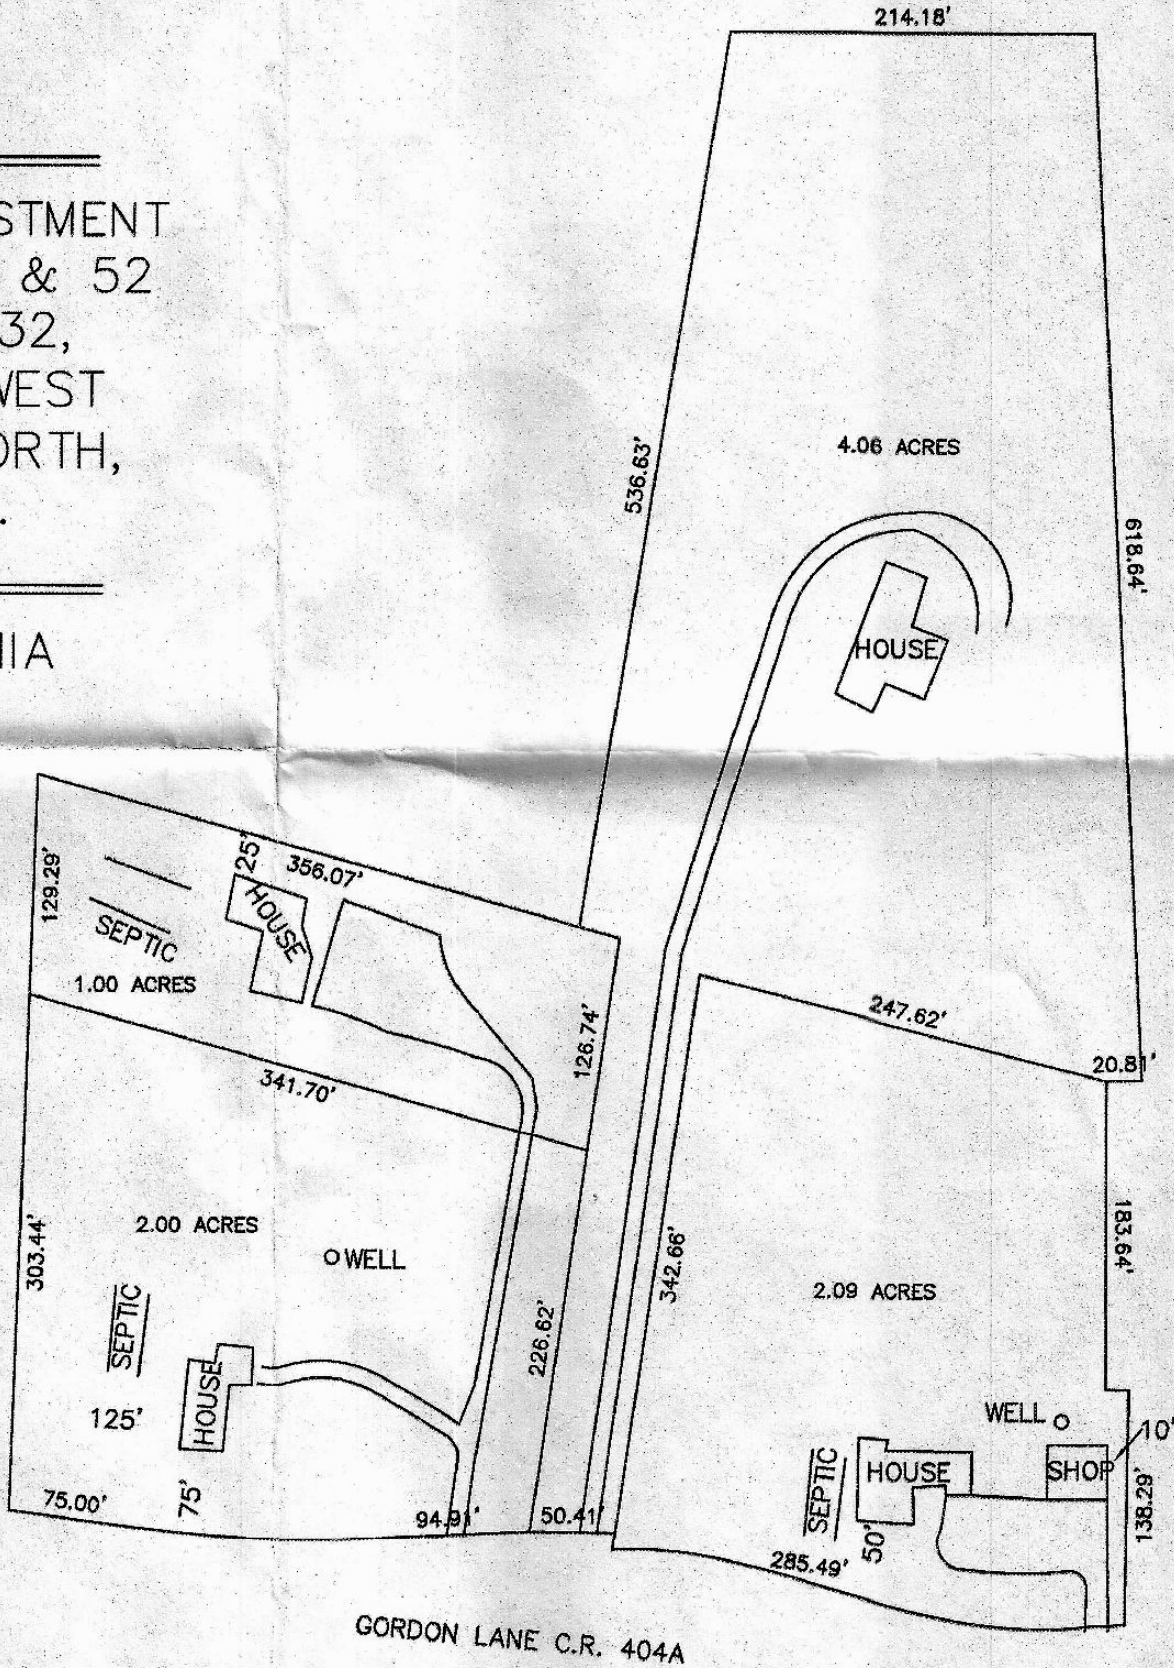 214.18'
STMENT
& 52
32,
WEST
ORTH,
.
IIA
536.63'
4.06 ACRES
618.64'
HOUSE
129.29'
25'
356.07'
HOUSE
SEPTIC
1.00 ACRES
126.74'
247.62'
20.81'
341.70'
303.44'
2.00 ACRES
WELL
342.66'
183.64'
2.09 ACRES
SEPTIC
226.62'
HOUSE
125'
WELL
10'
SEPTIC
HOUSE
SHOP
138.29'
75.00'
75'
94.91'
50.41'
50'
285.49'
GORDON LANE C.R. 404A